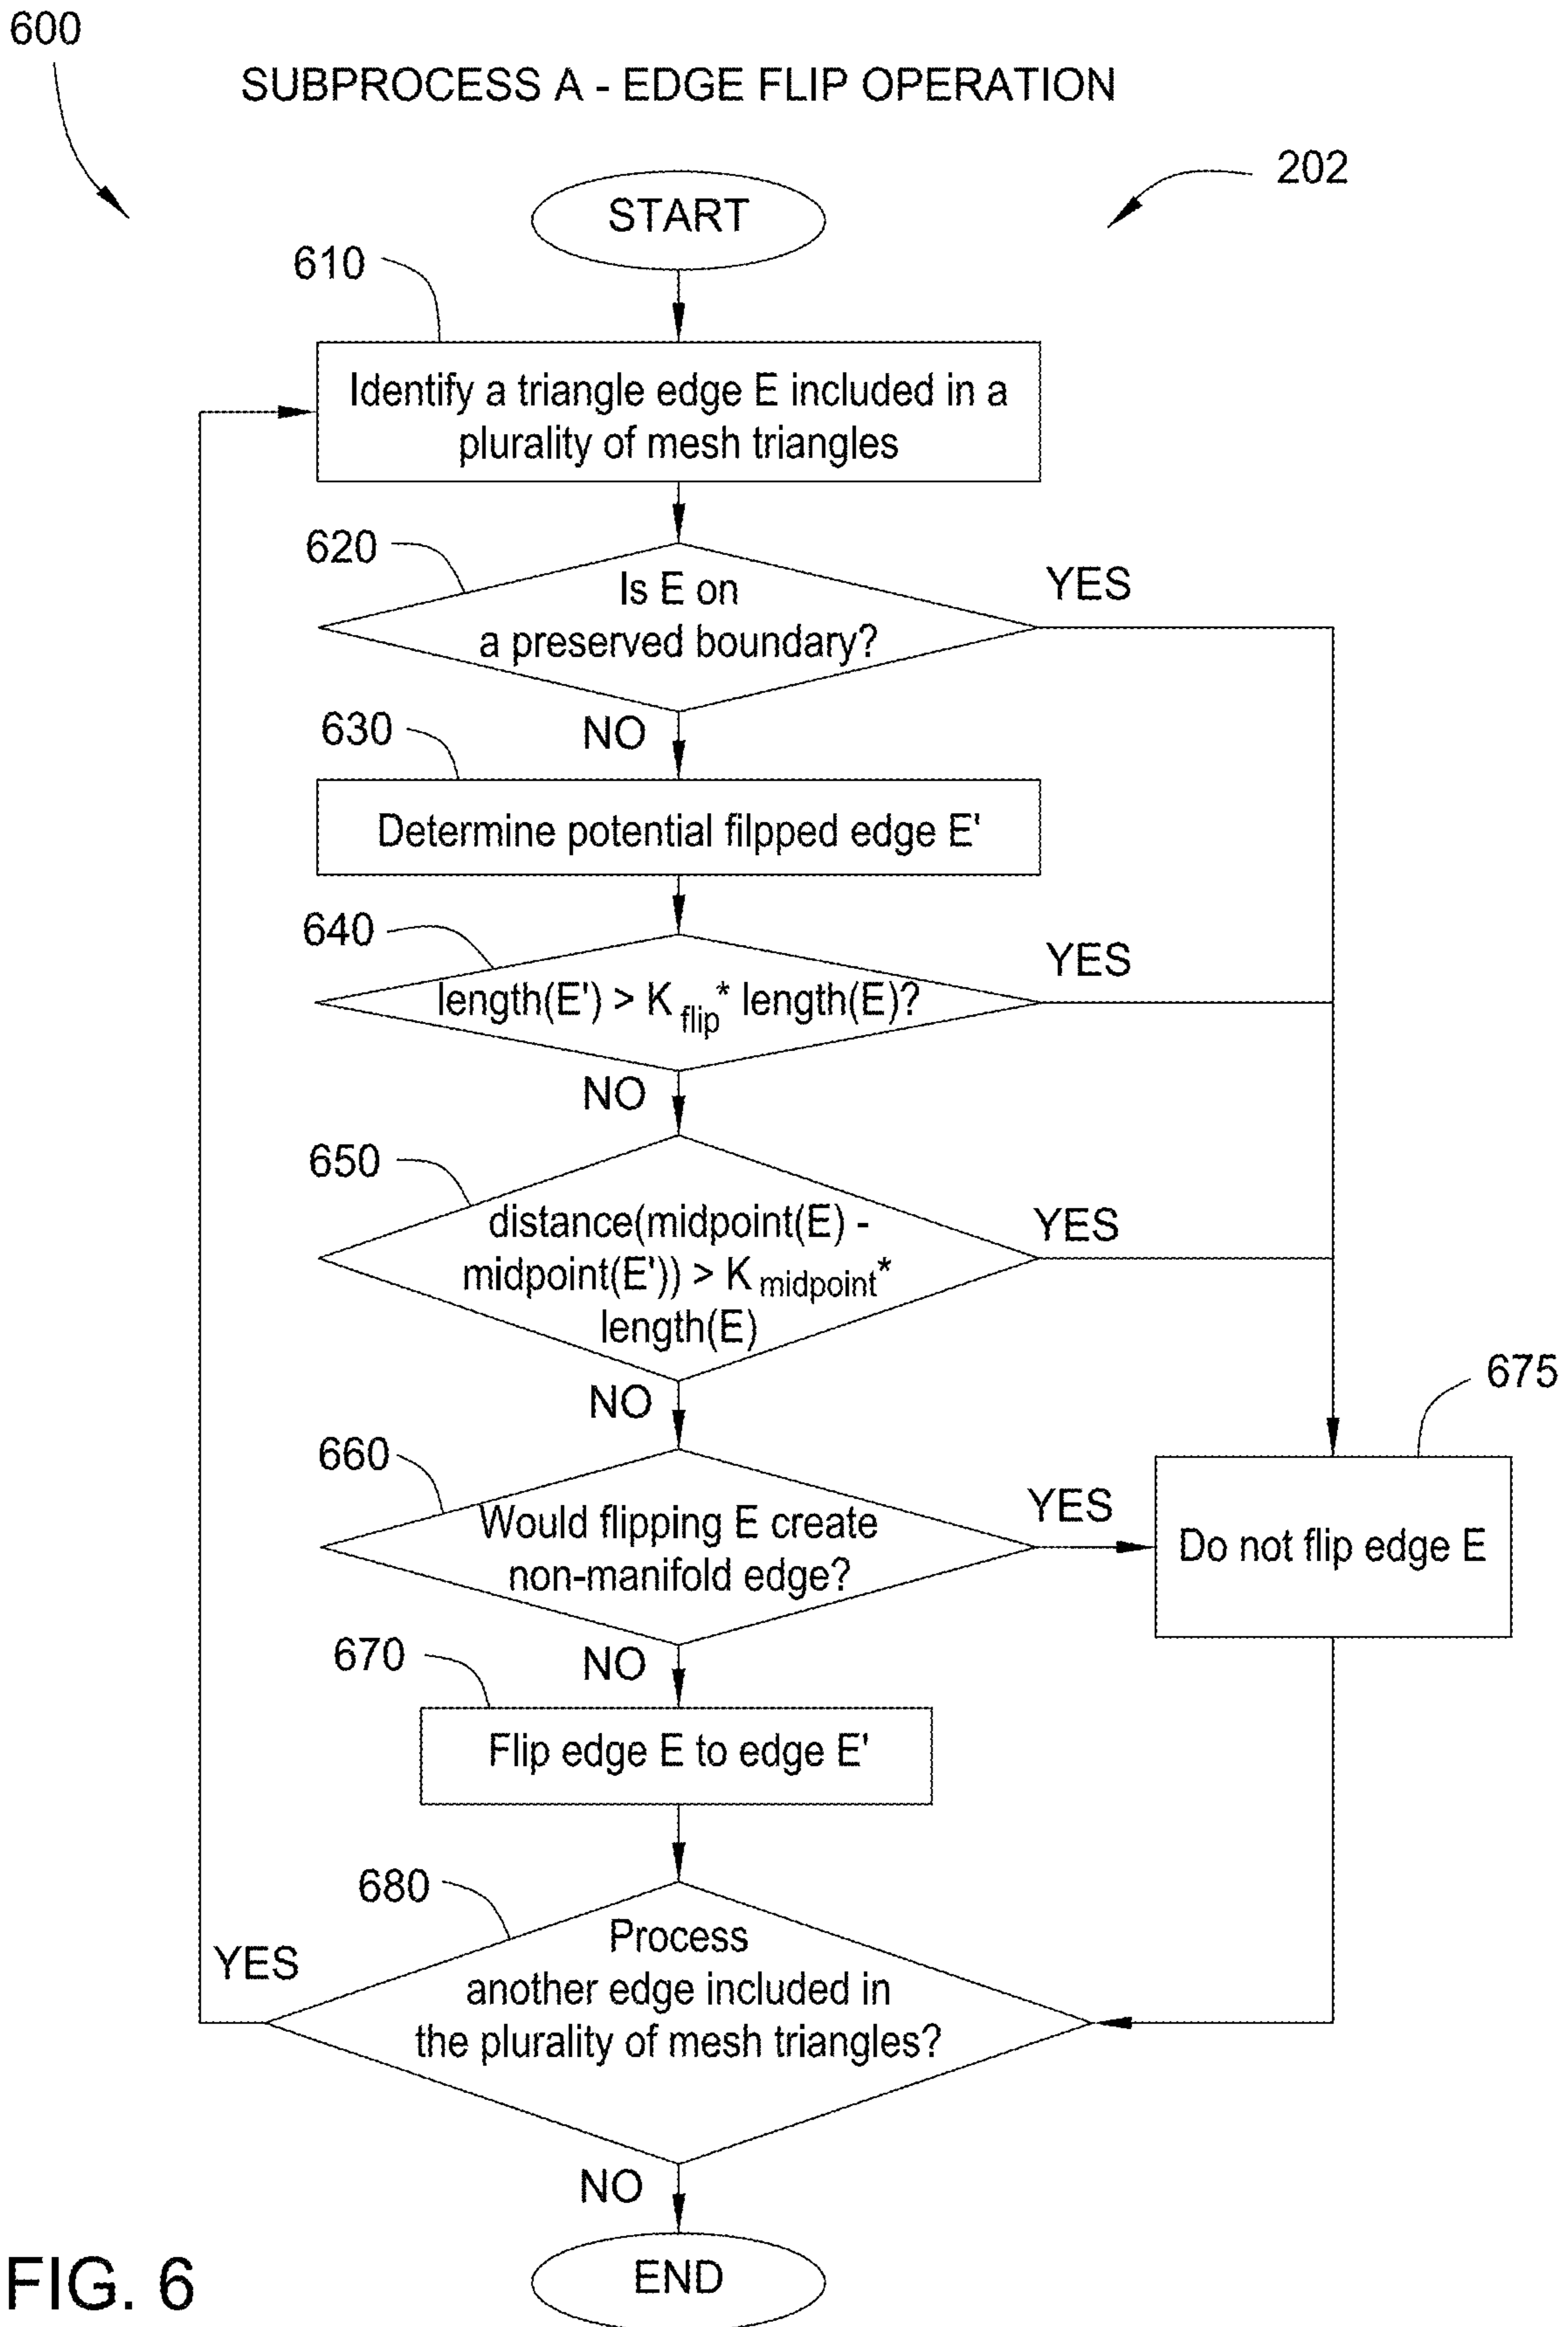 600
SUBPROCESS A - EDGE FLIP OPERATION
202
START
610
Identify a triangle edge E included in a
plurality of mesh triangles
620
Is E on
a preserved boundary?
YES
NO
630
Determine potential filpped edge E'
640
length(E') > K flip* length(E)?
YES
NO
650
distance(midpoint(E) -
midpoint(E')) > K midpoint*
length(E)
YES
NO
675
660
Would flipping E create
non-manifold edge?
YES
Do not flip edge E
NO
670
Flip edge E to edge E'
680
Process
another edge included in
the plurality of mesh triangles?
YES
NO
END
FIG. 6